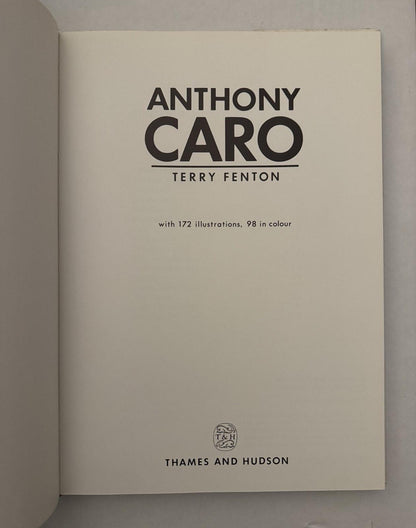 ANTHONY
CARO
TERRY FENTON
with 172 illustrations, 98 in colour
T&H
THAMES AND HUDSON